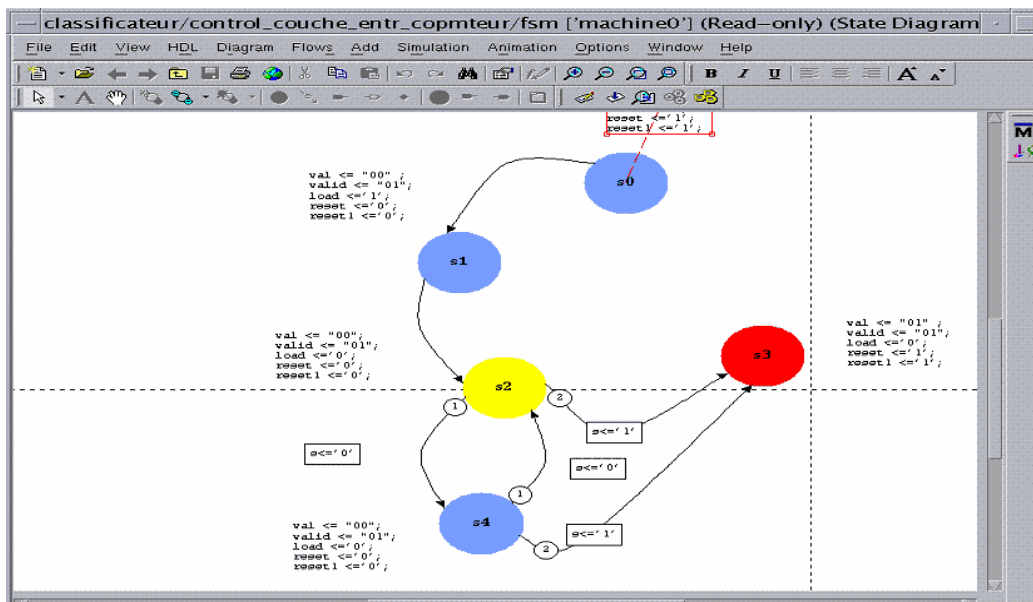 classificateur/control_couche_entr_copmteur/fsm ['machine0'] (Read-only) (State Diagram
File Edit View HDL Diagram Flows Add Simulation Animation Options Window Help
B I U A A
M
reset <='1';
reset1 <='1';
s0
val <= "00" ;
valid <= "01";
load <='1';
reset <='0';
reset1 <='0';
s1
val <= "00";
valid <= "01";
load <='0';
reset <='0';
reset1 <='0';
s2
s3
val <= "01" ;
valid <= "01";
load <='0';
reset <='1';
reset1 <='1';
1
2
s<='1'
s<='0'
s<='0'
1
s4
2
s<='1'
val <= "00";
valid <= "01";
load <='0';
reset <='0';
reset1 <='0';